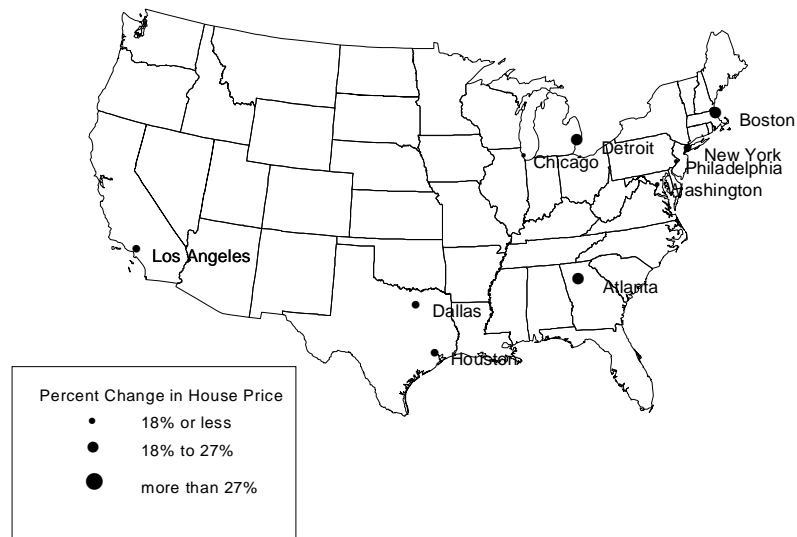 Boston
Detroit
New York
Chicago
Philadelphia
Washington
Los Angeles
Atlanta
Dallas
Houston
Percent Change in House Price
18% or less
18% to 27%
more than 27%